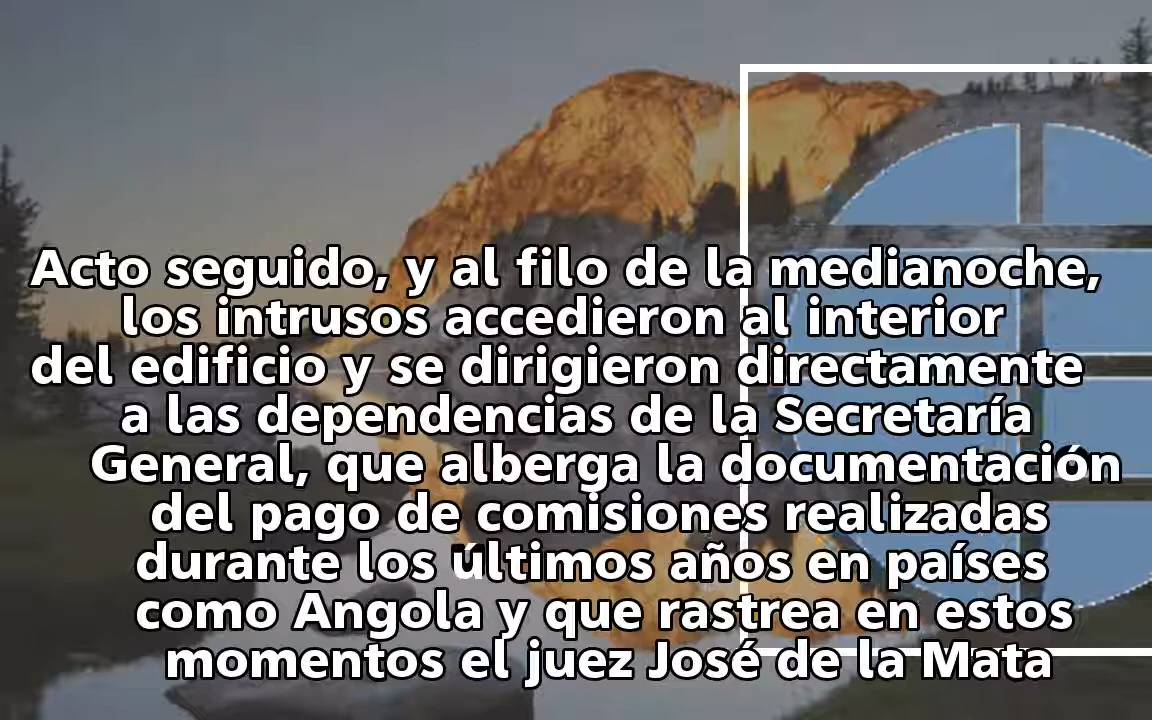 Acto seguido, y al filo de la medianoche,
los intrusos accedieron al interior
del edificio y se dirigieron directamente
a las dependencias de la Secretaría
General, que alberga la documentación
del pago de comisiones realizadas
durante los últimos años en países
como Angola y que rastrea en estos
momentos el juez José de la Mata